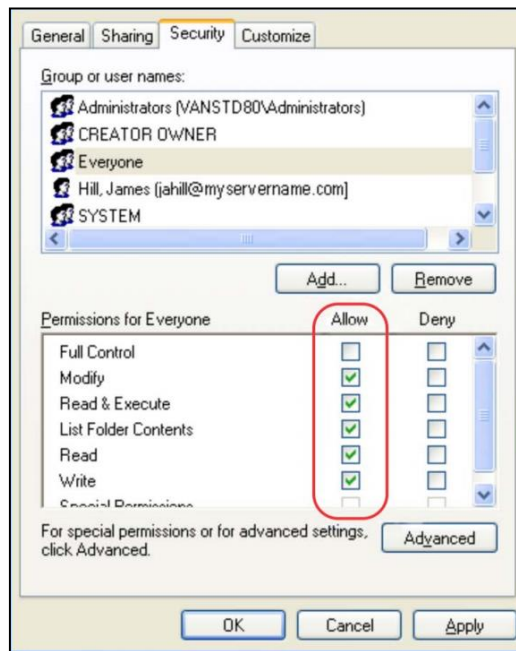 General Sharing Security Customize
Group or user names:
Administrators (VANSTD80\Administrators)
CREATOR OWNER
Everyone
Hill, James [jahill@myservername.com]
SYSTEM
Add... Remove
Permissions for Everyone Allow Deny
Full Control
Modify
Read & Execute
List Folder Contents
Read
Write
Special Permissions
For special permissions or for advanced settings,
click Advanced.
Advanced
OK Cancel Apply